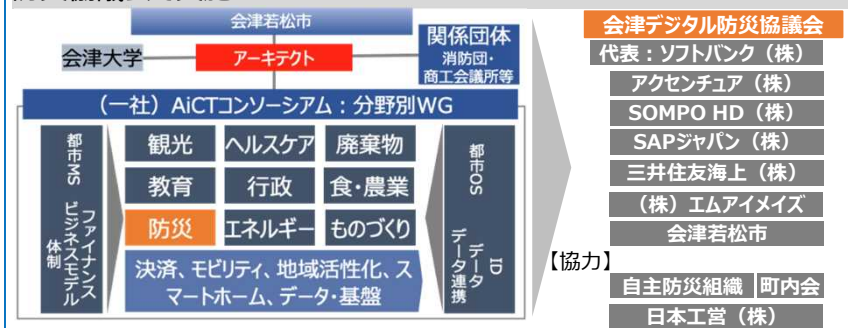 会津若松市
会津大学
アーキテクト
関係団体
消防団・
商工会議所等
（一社）AiCTコンソーシアム：分野別WG
都市MS ビジネスモデル
ファイナンス
体制
観光
ヘルスケア
廃棄物
教育
行政
食・農業
防災
エネルギー
ものづくり
決済、モビリティ、地域活性化、ス
マートホーム、データ・基盤
都市OS データ連携
データ
ID
会津デジタル防災協議会
代表：ソフトバンク（株）
アクセンチュア（株）
SOMPO HD（株）
SAPジャパン（株）
三井住友海上（株）
（株）エムアイメイズ
会津若松市
【協力】
自主防災組織
町内会
日本工営（株）